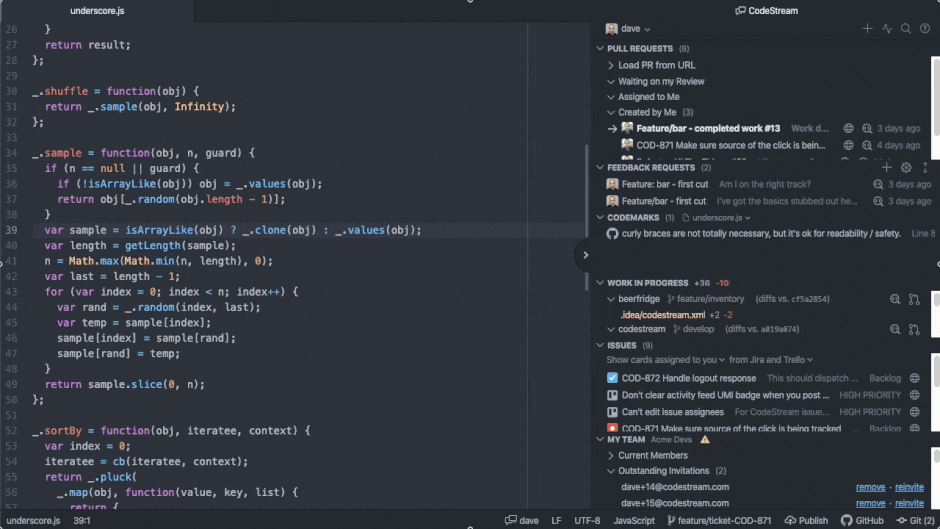 underscore.js
26 }
27 return result;
28 };
29
30 _.shuffle = function(obj) {
31 return _.sample(obj, Infinity);
32 };
33
34 _.sample = function(obj, n, guard) {
35 if (n == null || guard) {
36 if (!isArrayLike(obj)) obj = _.values(obj);
37 return obj[_.random(obj.length - 1)];
38 }
39 var sample = isArrayLike(obj) ? _.clone(obj) : _.values(obj);
40 var length = getLength(sample);
41 n = Math.max(Math.min(n, length), 0);
42 var last = length - 1;
43 for (var index = 0; index < n; index++) {
44 var rand = _.random(index, last);
45 var temp = sample[index];
46 sample[index] = sample[rand];
47 sample[rand] = temp;
48 }
49 return sample.slice(0, n);
50 };
51
52 _.sortBy = function(obj, iteratee, context) {
53 var index = 0;
54 iteratee = cb(iteratee, context);
55 return _.pluck(
56 _.map(obj, function(value, key, list) {
57 return {
CodeStream
dave
PULL REQUESTS (8)
Load PR from URL
Waiting on my Review
Assigned to Me
Created by Me (3)
Feature/bar - completed work #13 Work d... 3 days ago
COD-871 Make sure source of the click is bein... 4 days ago
FEEDBACK REQUESTS (2)
Feature: bar - first cut Am I on the right track? 3 days ago
Feature/bar - first cut I've got the basics stubbed out he... 3 days ago
CODEMARKS (1) underscore.js
curly braces are not totally necessary, but it's ok for readability / safety. Line 8
WORK IN PROGRESS +36 -10
beerfridge feature/inventory (diffs vs. cf5a2854)
.idea/codestream.xml +2 -2
codestream develop (diffs vs. a019a074)
ISSUES (9)
Show cards assigned to you from Jira and Trello
COD-872 Handle logout response This should dispatch ... Backlog
Don't clear activity feed UMI badge when you post ... HIGH PRIORITY
Can't edit issue assignees For CodeStream issue... HIGH PRIORITY
COD-871 Make sure source of the click is being tracked Backlog
MY TEAM Acme Devs
Current Members
Outstanding Invitations (2)
dave+14@codestream.com remove · reinvite
dave+15@codestream.com remove · reinvite
underscore.js 39:1 dave LF UTF-8 JavaScript feature/ticket-COD-871 Publish GitHub Git (2)